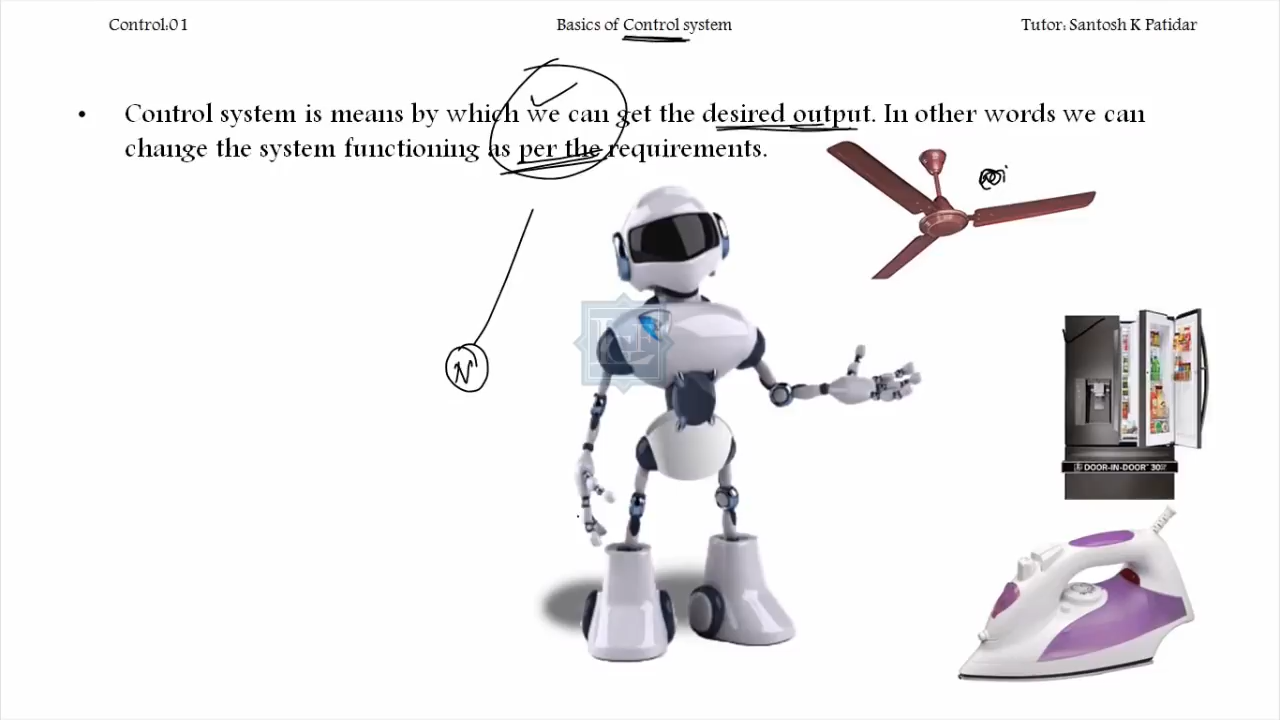 Control:01
Basics of Control system
Tutor: Santosh K Patidar
• Control system is means by which we can get the desired output. In other words we can
change the system functioning as per the requirements.
N
DOOR-IN-DOOR